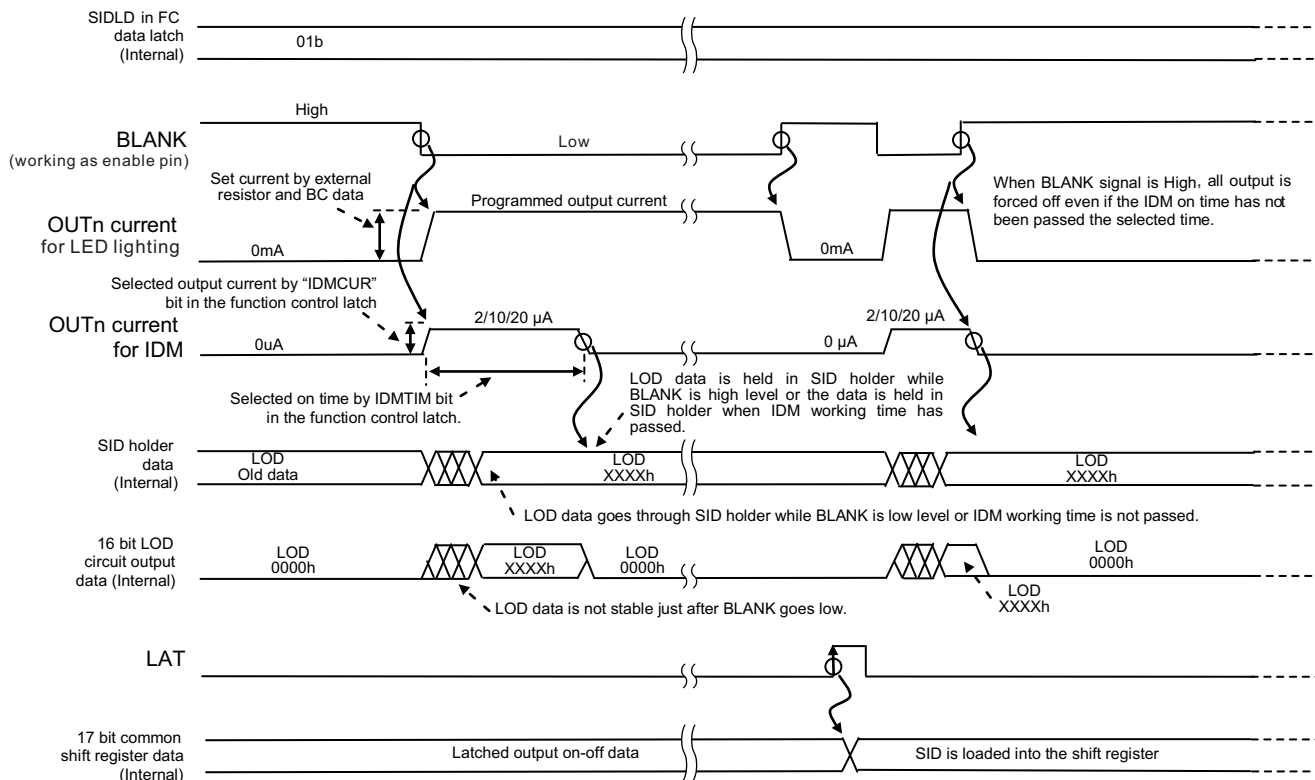 SIDLD in FC
data latch
(Internal)
01b
High
BLANK
(working as enable pin)
Low
Set current by external
resistor and BC data
Programmed output current
When BLANK signal is High, all output is
forced off even if the IDM on time has not
been passed the selected time.
OUTn current
for LED lighting
0mA
0mA
Selected output current by “IDMCUR”
bit in the function control latch
OUTn current
for IDM
2/10/20 µA
2/10/20 µA
0uA
0 µA
Selected on time by IDMTIM bit
in the function control latch.
LOD data is held in SID holder while
BLANK is high level or the data is held in
SID holder when IDM working time has
passed.
SID holder
data
(Internal)
LOD
Old data
LOD
XXXXh
LOD
XXXXh
LOD data goes through SID holder while BLANK is low level or IDM working time is not passed.
16 bit LOD
circuit output
data (Internal)
LOD
0000h
LOD
XXXXh
LOD
0000h
LOD
0000h
LOD
XXXXh
LOD data is not stable just after BLANK goes low.
LAT
17 bit common
shift register data
(Internal)
Latched output on-off data
SID is loaded into the shift register